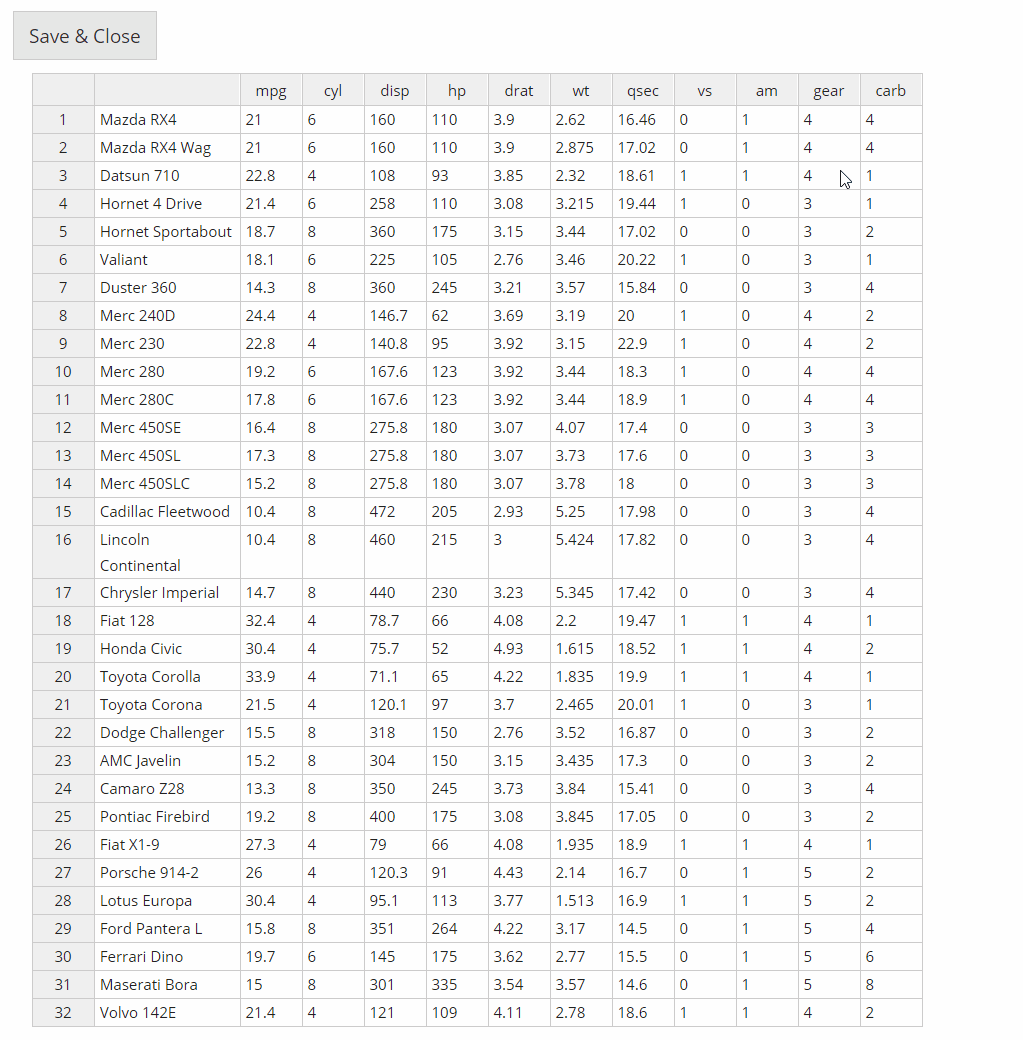 Save & Close
mpg cyl disp hp drat wt qsec vs am gear carb
1 Mazda RX4 21 6 160 110 3.9 2.62 16.46 0 1 4 4
2 Mazda RX4 Wag 21 6 160 110 3.9 2.875 17.02 0 1 4 4
3 Datsun 710 22.8 4 108 93 3.85 2.32 18.61 1 1 4 1
4 Hornet 4 Drive 21.4 6 258 110 3.08 3.215 19.44 1 0 3 1
5 Hornet Sportabout 18.7 8 360 175 3.15 3.44 17.02 0 0 3 2
6 Valiant 18.1 6 225 105 2.76 3.46 20.22 1 0 3 1
7 Duster 360 14.3 8 360 245 3.21 3.57 15.84 0 0 3 4
8 Merc 240D 24.4 4 146.7 62 3.69 3.19 20 1 0 4 2
9 Merc 230 22.8 4 140.8 95 3.92 3.15 22.9 1 0 4 2
10 Merc 280 19.2 6 167.6 123 3.92 3.44 18.3 1 0 4 4
11 Merc 280C 17.8 6 167.6 123 3.92 3.44 18.9 1 0 4 4
12 Merc 450SE 16.4 8 275.8 180 3.07 4.07 17.4 0 0 3 3
13 Merc 450SL 17.3 8 275.8 180 3.07 3.73 17.6 0 0 3 3
14 Merc 450SLC 15.2 8 275.8 180 3.07 3.78 18 0 0 3 3
15 Cadillac Fleetwood 10.4 8 472 205 2.93 5.25 17.98 0 0 3 4
16 Lincoln 10.4 8 460 215 3 5.424 17.82 0 0 3 4
Continental
17 Chrysler Imperial 14.7 8 440 230 3.23 5.345 17.42 0 0 3 4
18 Fiat 128 32.4 4 78.7 66 4.08 2.2 19.47 1 1 4 1
19 Honda Civic 30.4 4 75.7 52 4.93 1.615 18.52 1 1 4 2
20 Toyota Corolla 33.9 4 71.1 65 4.22 1.835 19.9 1 1 4 1
21 Toyota Corona 21.5 4 120.1 97 3.7 2.465 20.01 1 0 3 1
22 Dodge Challenger 15.5 8 318 150 2.76 3.52 16.87 0 0 3 2
23 AMC Javelin 15.2 8 304 150 3.15 3.435 17.3 0 0 3 2
24 Camaro Z28 13.3 8 350 245 3.73 3.84 15.41 0 0 3 4
25 Pontiac Firebird 19.2 8 400 175 3.08 3.845 17.05 0 0 3 2
26 Fiat X1-9 27.3 4 79 66 4.08 1.935 18.9 1 1 4 1
27 Porsche 914-2 26 4 120.3 91 4.43 2.14 16.7 0 1 5 2
28 Lotus Europa 30.4 4 95.1 113 3.77 1.513 16.9 1 1 5 2
29 Ford Pantera L 15.8 8 351 264 4.22 3.17 14.5 0 1 5 4
30 Ferrari Dino 19.7 6 145 175 3.62 2.77 15.5 0 1 5 6
31 Maserati Bora 15 8 301 335 3.54 3.57 14.6 0 1 5 8
32 Volvo 142E 21.4 4 121 109 4.11 2.78 18.6 1 1 4 2